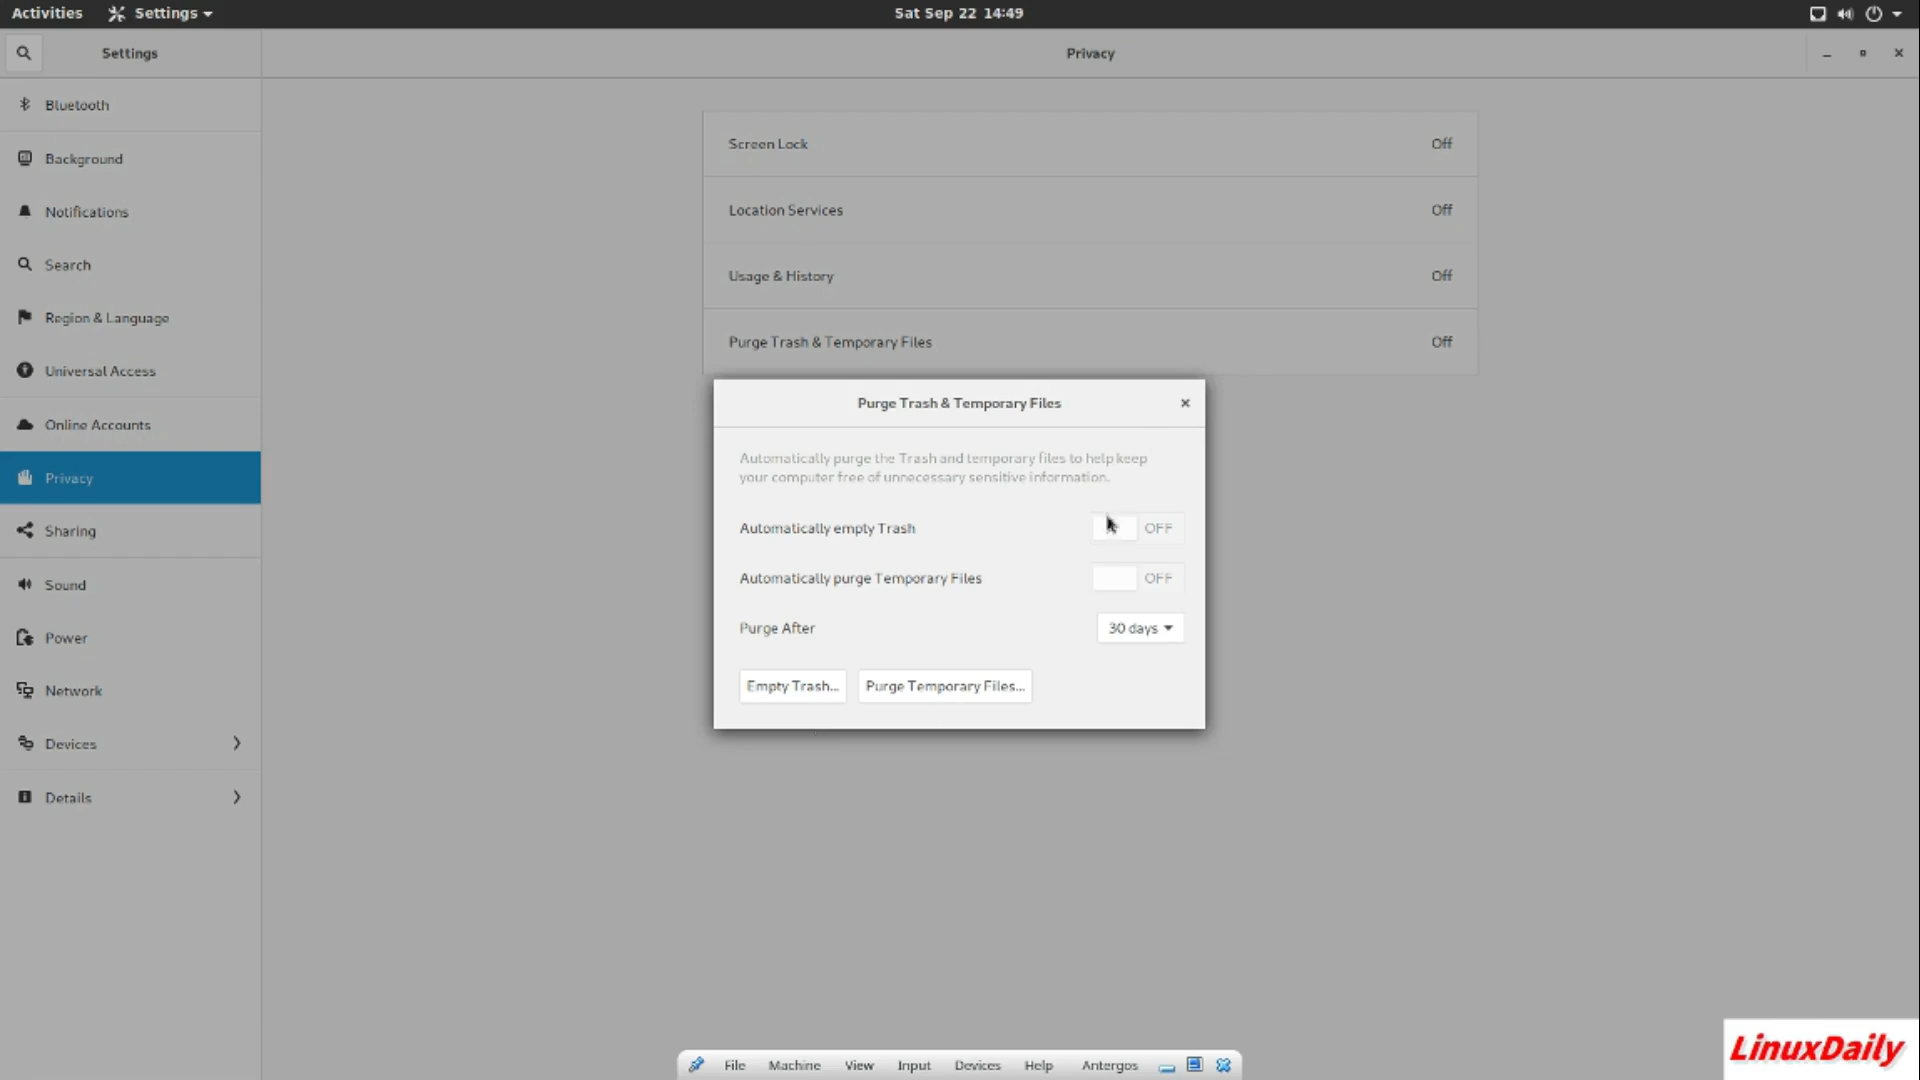 Activities Settings Sat Sep 22 14:49
Settings Privacy
Bluetooth
Background
Notifications
Search
Region & Language
Universal Access
Online Accounts
Privacy
Sharing
Sound
Power
Network
Devices
Details
Screen Lock Off
Location Services Off
Usage & History Off
Purge Trash & Temporary Files Off
Purge Trash & Temporary Files
Automatically purge the Trash and temporary files to help keep
your computer free of unnecessary sensitive information.
Automatically empty Trash OFF
Automatically purge Temporary Files OFF
Purge After 30 days
Empty Trash... Purge Temporary Files...
File Machine View Input Devices Help Antergos
LinuxDaily